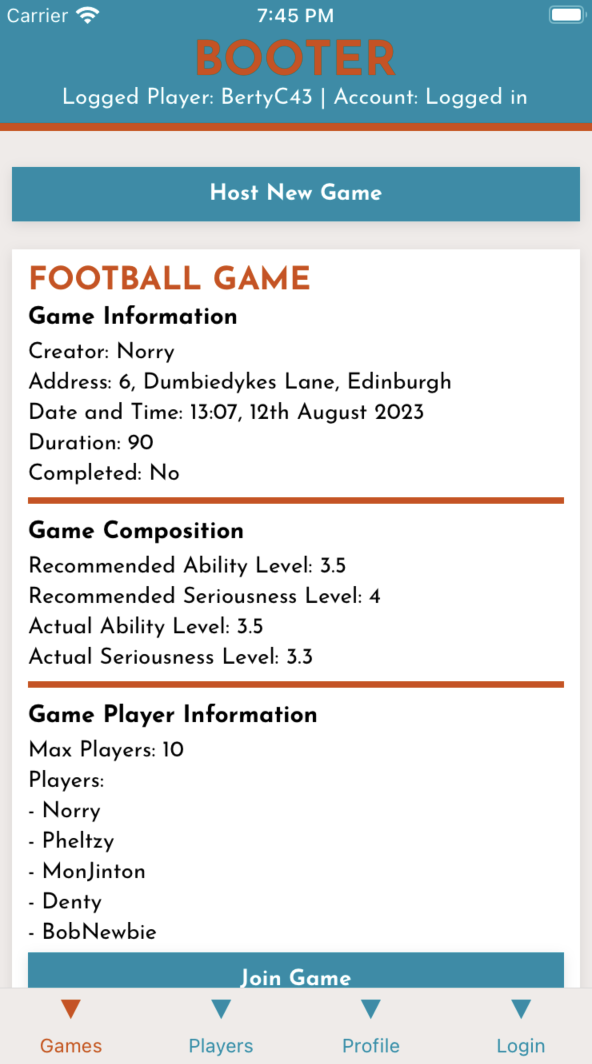 Carrier 7:45 PM
BOOTER
Logged Player: BertyC43 | Account: Logged in
Host New Game
FOOTBALL GAME
Game Information
Creator: Norry
Address: 6, Dumbiedykes Lane, Edinburgh
Date and Time: 13:07, 12th August 2023
Duration: 90
Completed: No
Game Composition
Recommended Ability Level: 3.5
Recommended Seriousness Level: 4
Actual Ability Level: 3.5
Actual Seriousness Level: 3.3
Game Player Information
Max Players: 10
Players:
- Norry
- Pheltzy
- MonJinton
- Denty
- BobNewbie
Join Game
Games Players Profile Login